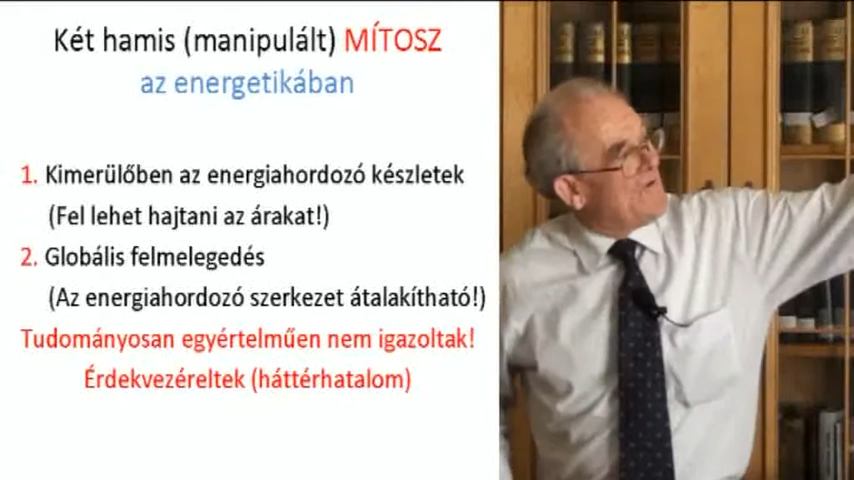 Két hamis (manipulált) MÍTOSZ
az energetikában
1. Kimerülőben az energiahordozó készletek
(Fel lehet hajtani az árakat!)
2. Globális felmelegedés
(Az energiahordozó szerkezet átalakítható!)
Tudományosan egyértelműen nem igazoltak!
Érdekvezéreltek (háttérhatalom)